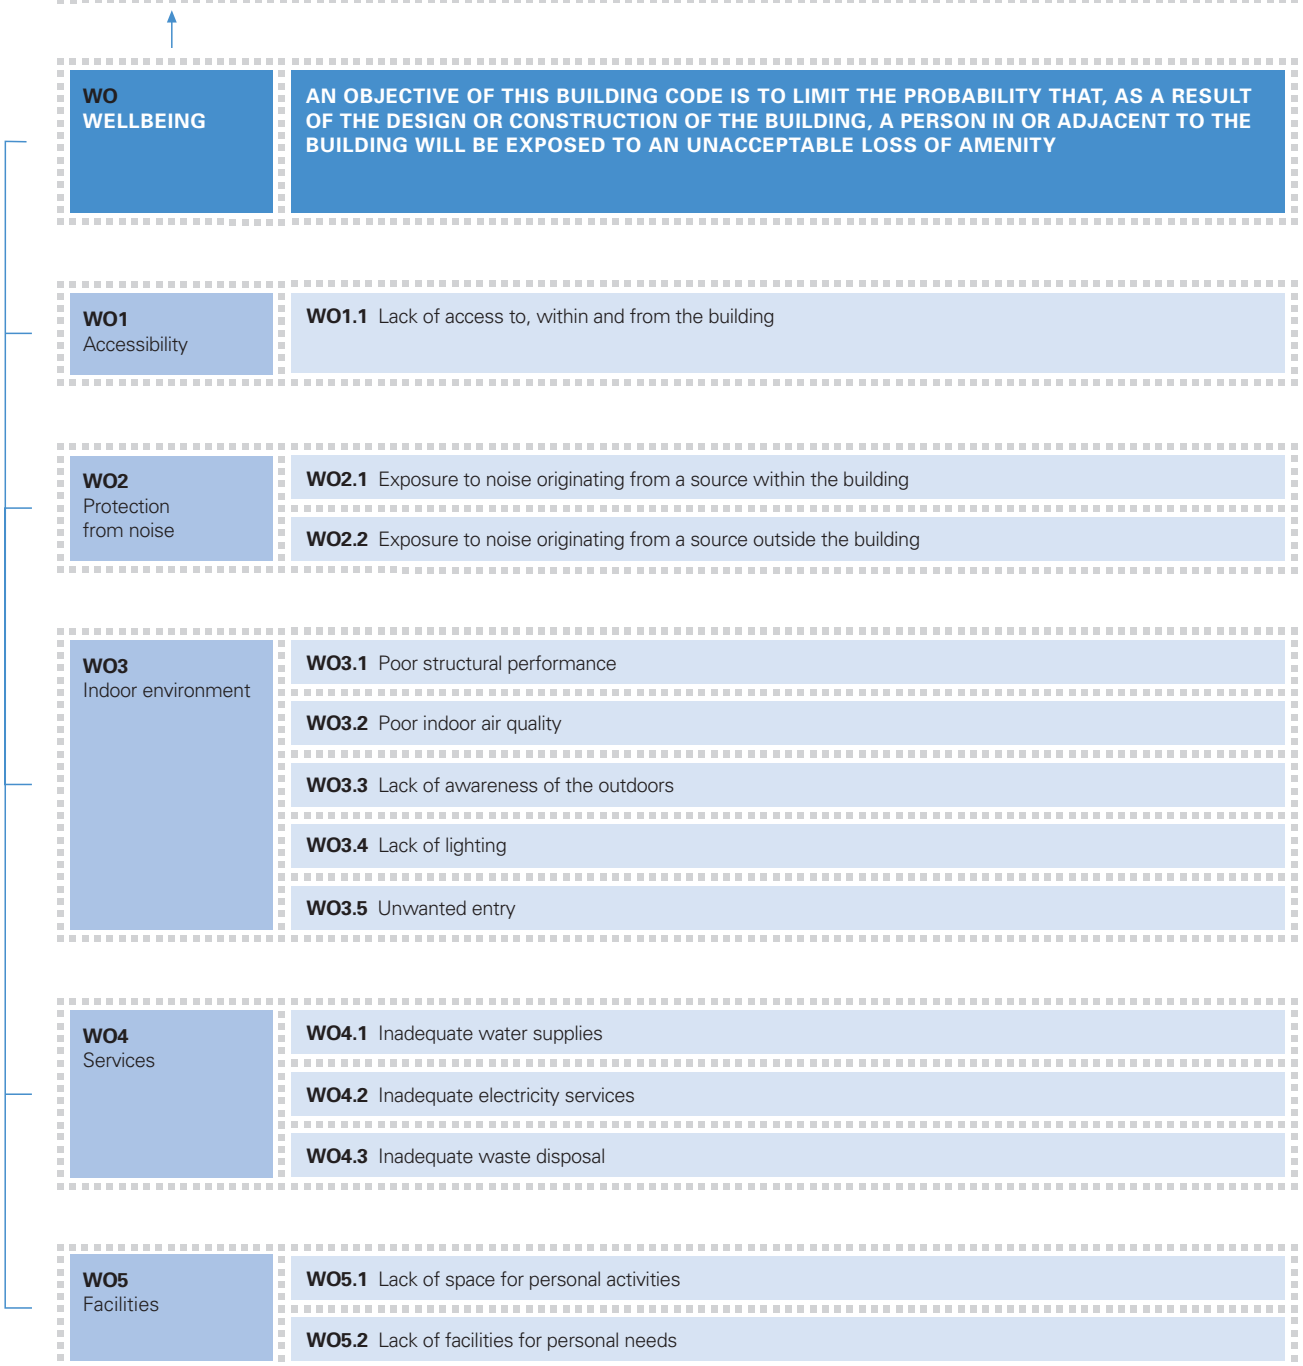 WO
WELLBEING
AN OBJECTIVE OF THIS BUILDING CODE IS TO LIMIT THE PROBABILITY THAT, AS A RESULT
OF THE DESIGN OR CONSTRUCTION OF THE BUILDING, A PERSON IN OR ADJACENT TO THE
BUILDING WILL BE EXPOSED TO AN UNACCEPTABLE LOSS OF AMENITY
WO1
Accessibility
WO1.1 Lack of access to, within and from the building
WO2
Protection
from noise
WO2.1 Exposure to noise originating from a source within the building
WO2.2 Exposure to noise originating from a source outside the building
WO3
Indoor environment
WO3.1 Poor structural performance
WO3.2 Poor indoor air quality
WO3.3 Lack of awareness of the outdoors
WO3.4 Lack of lighting
WO3.5 Unwanted entry
WO4
Services
WO4.1 Inadequate water supplies
WO4.2 Inadequate electricity services
WO4.3 Inadequate waste disposal
WO5
Facilities
WO5.1 Lack of space for personal activities
WO5.2 Lack of facilities for personal needs